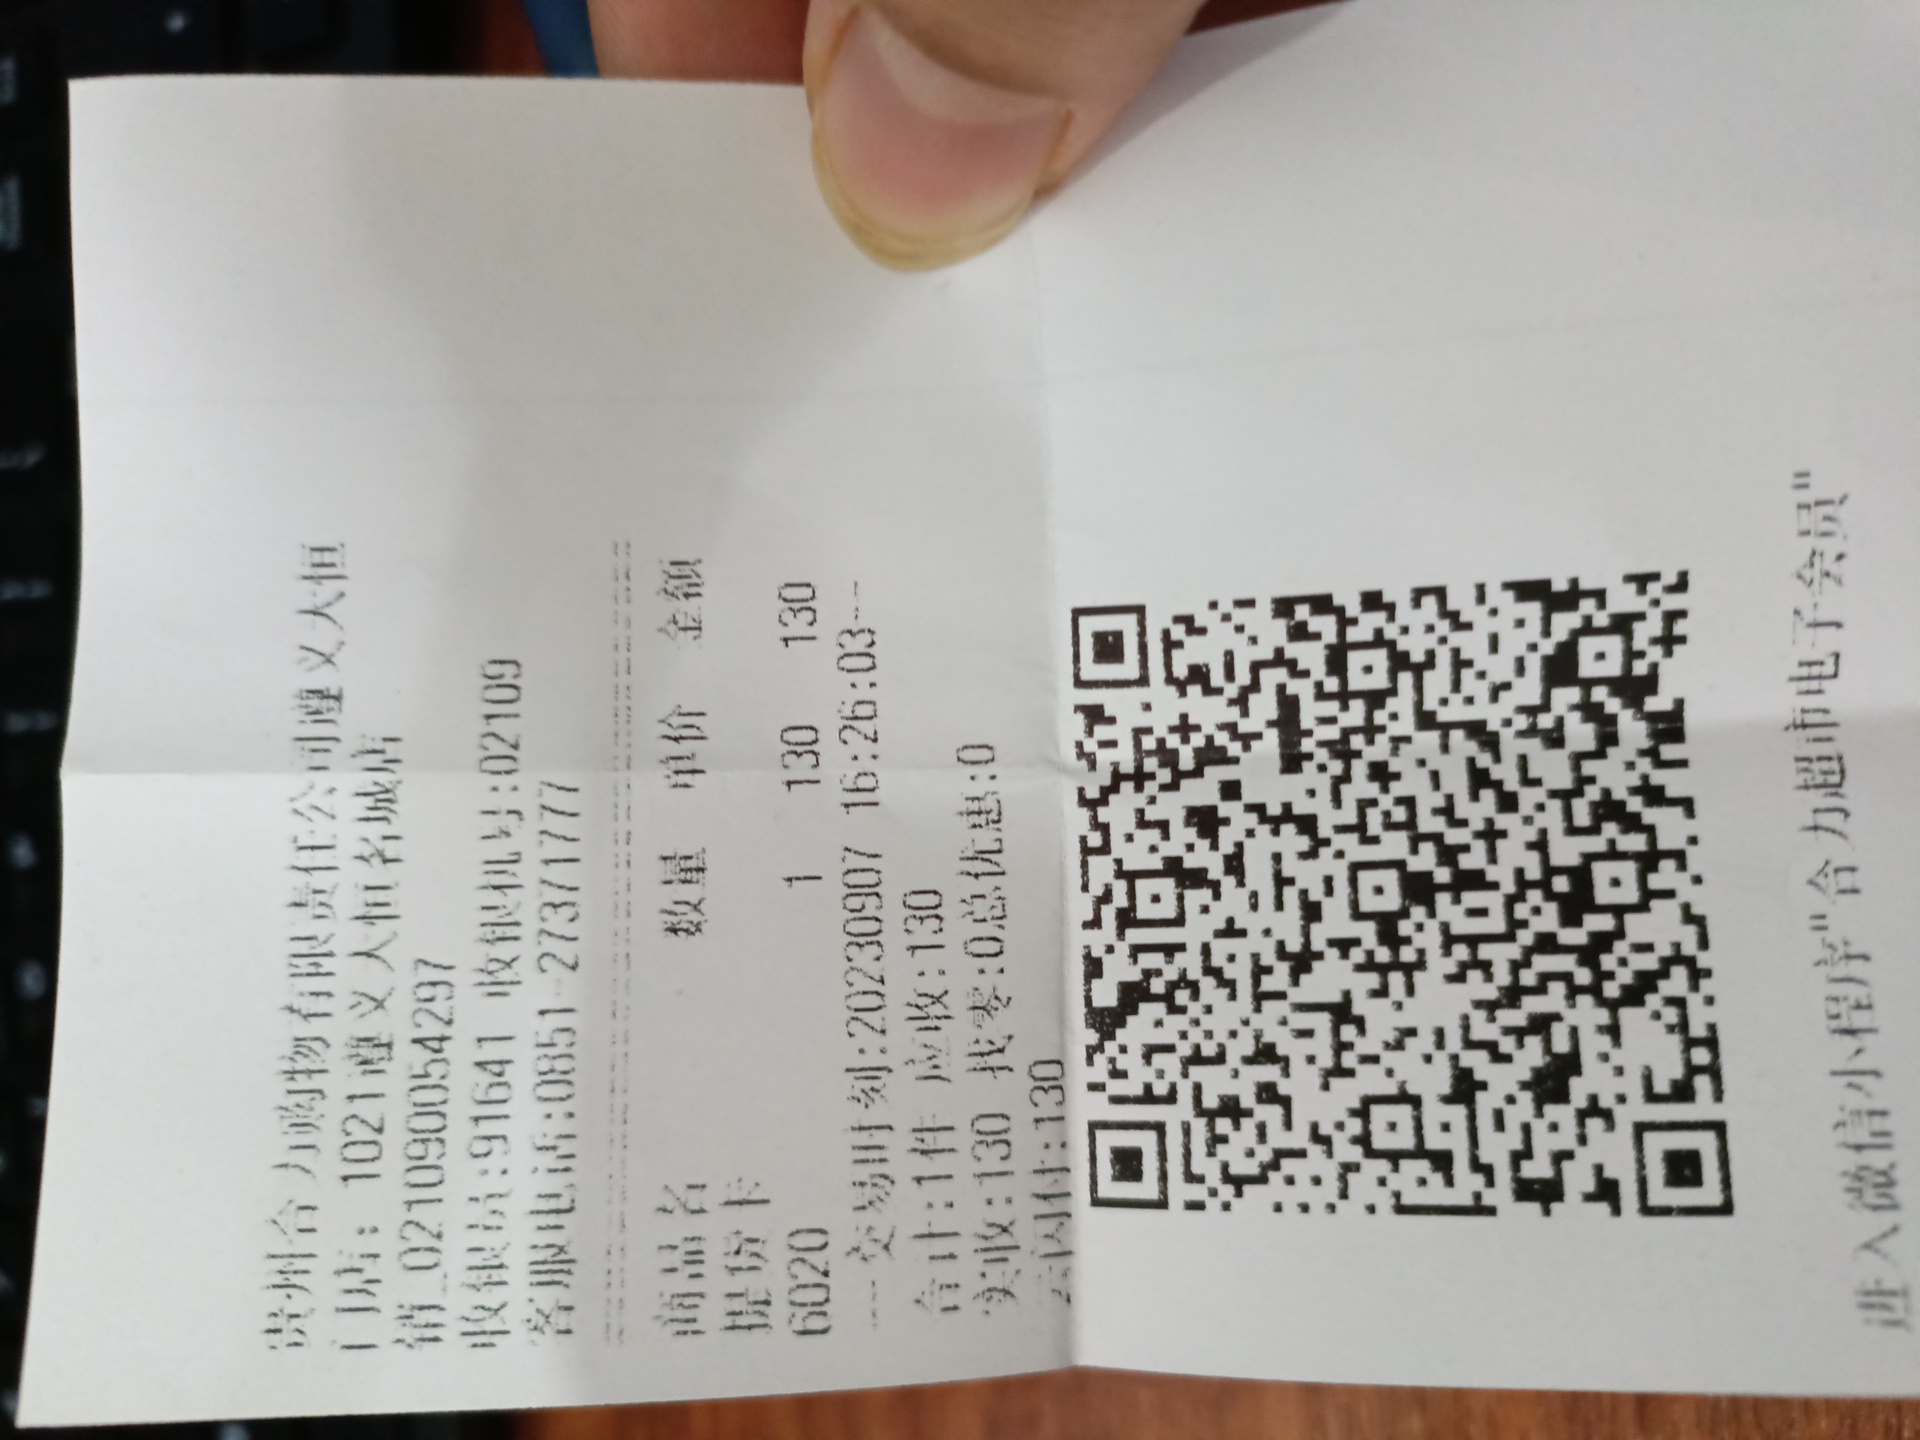 贵州合力购物有限责任公司遵义大恒
门店: 1021遵义大恒名城店
销_021090054297
收银员:91641 收银机号:02109
客服电话:0851-27371777
商品名 数量 单价 金额
提货卡
6020 1 130 130
---交易时刻:20230907 16:26:03---
合计:1件 应收:130
实收:130 找零:0总优惠:0
云闪付:130
进入微信小程序"合力超市电子会员"